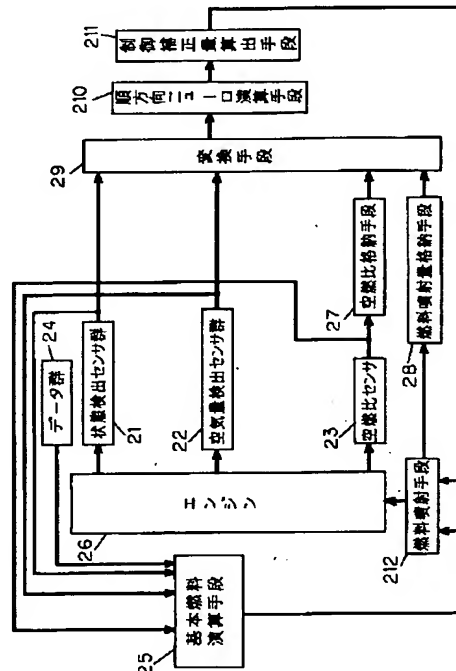 211
制御補正量算出手段
210
順方向ニューロ演算手段
29
変換手段
24
データ群
状態検出センサ群
21
空気量検出センサ群
22
空燃比センサ
23
空燃比格納手段
27
燃料噴射量格納手段
28
エンジン
26
燃料噴射手段
212
基本燃料
演算手段
25